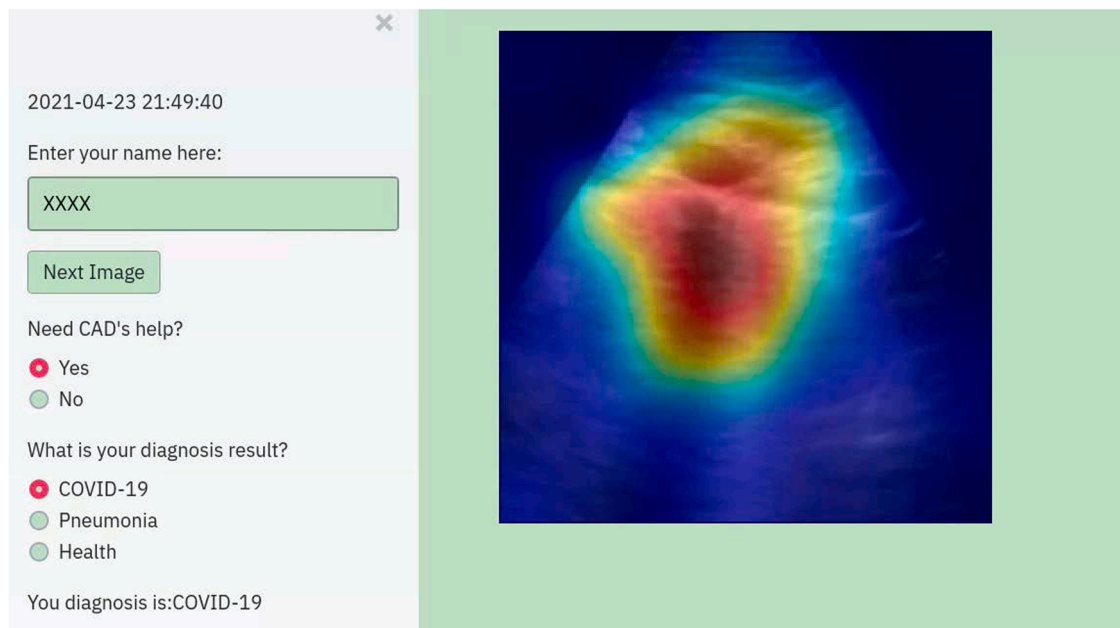 2021-04-23 21:49:40
Enter your name here:
XXXX
Next Image
Need CAD's help?
Yes
No
What is your diagnosis result?
COVID-19
Pneumonia
Health
You diagnosis is:COVID-19